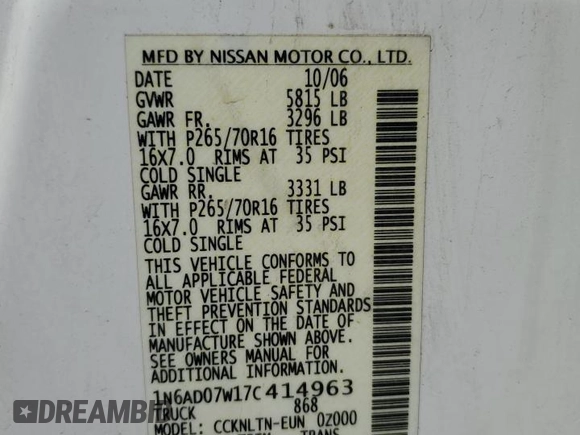 MFD BY NISSAN MOTOR CO., LTD.
DATE 10/06
GVWR 5815 LB
GAWR FR. 3296 LB
WITH P265/70R16 TIRES
16X7.0 RIMS AT 35 PSI
COLD SINGLE
GAWR RR. 3331 LB
WITH P265/70R16 TIRES
16X7.0 RIMS AT 35 PSI
COLD SINGLE
THIS VEHICLE CONFORMS TO
ALL APPLICABLE FEDERAL
MOTOR VEHICLE SAFETY AND
THEFT PREVENTION STANDARDS
IN EFFECT ON THE DATE OF
MANUFACTURE SHOWN ABOVE.
SEE OWNERS MANUAL FOR
ADDITIONAL INFORMATION.
1N6AD07W17C414963
TRUCK 868
MODEL: CCKNLTN-EUN 0Z000
TRANS
DREAMBI